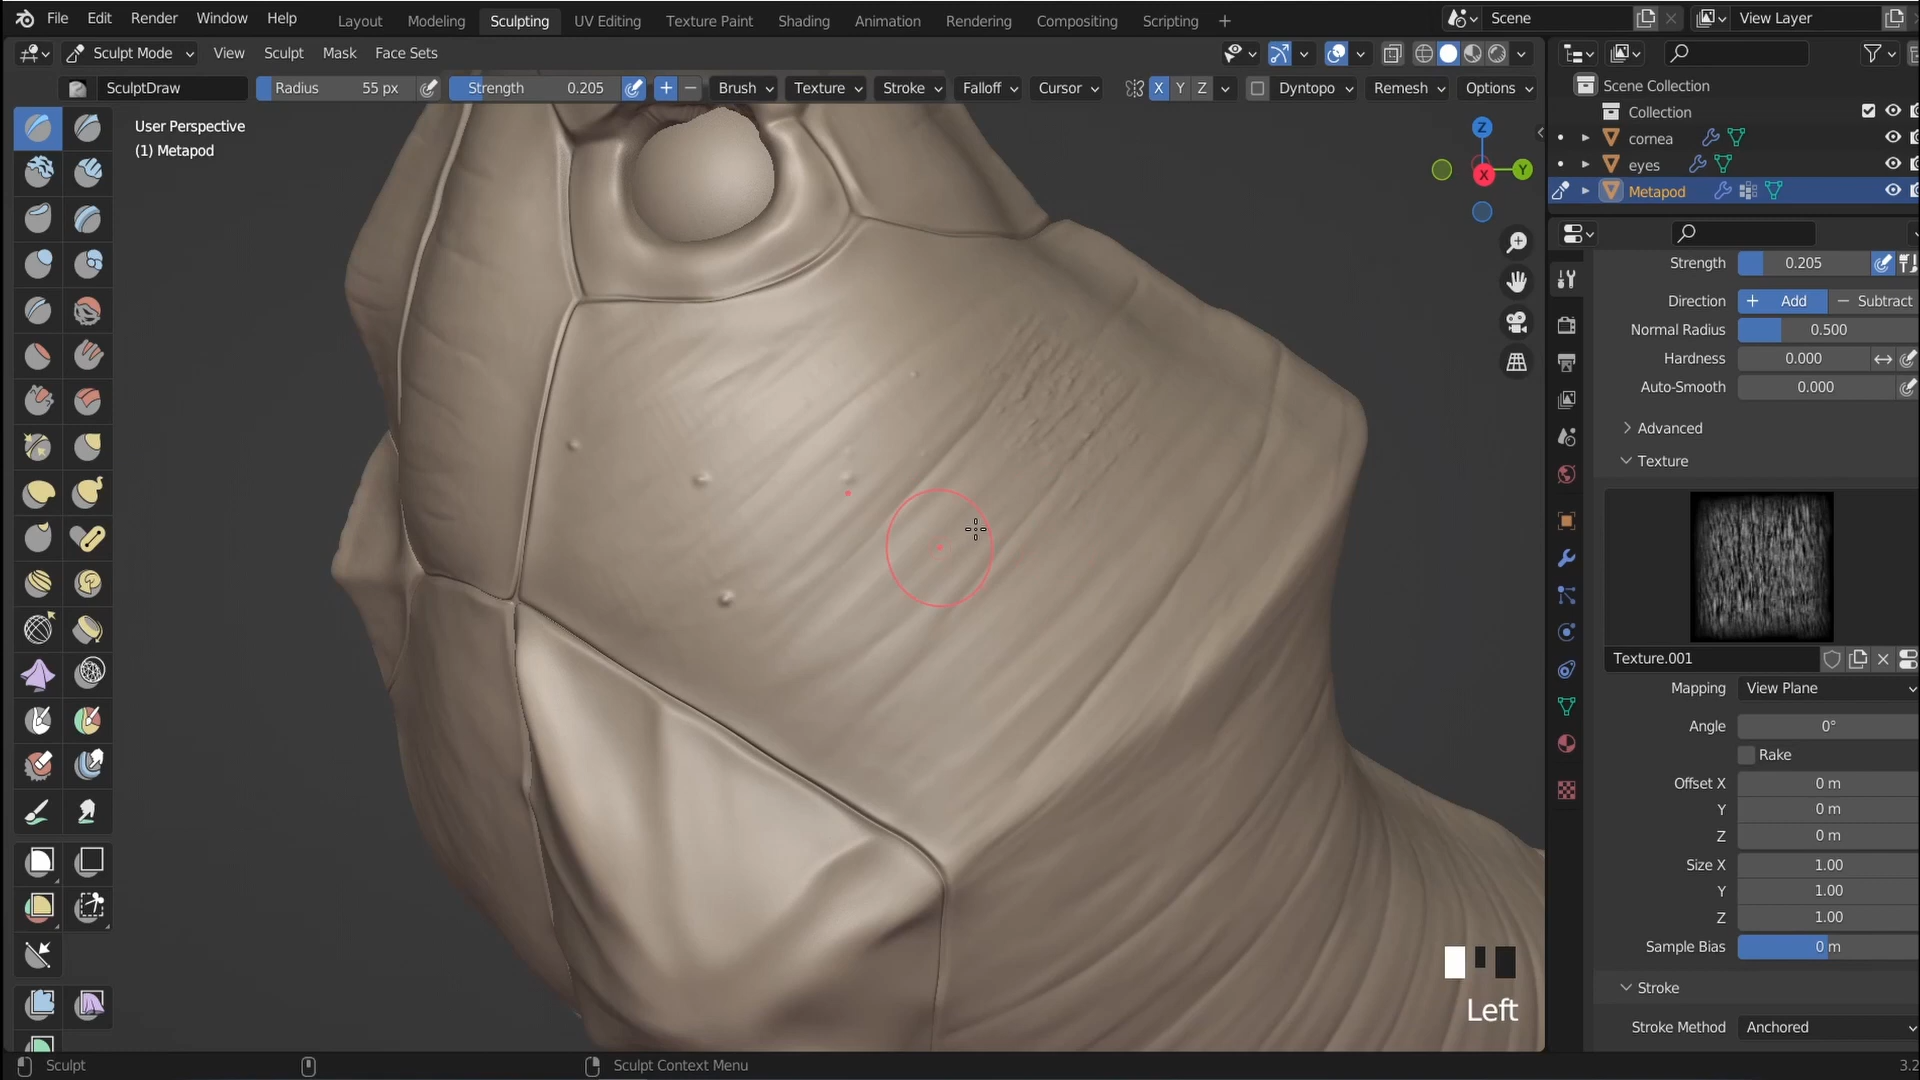 File Edit Render Window Help Layout Modeling Sculpting UV Editing Texture Paint Shading Animation Rendering Compositing Scripting + Scene View Layer
Sculpt Mode View Sculpt Mask Face Sets
SculptDraw Radius 55 px Strength 0.205 Brush Texture Stroke Falloff Cursor X Y Z Dyntopo Remesh Options
User Perspective
(1) Metapod
Z
Y
X
Scene Collection
Collection
cornea
eyes
Metapod
Strength 0.205
Direction + Add − Subtract
Normal Radius 0.500
Hardness 0.000
Auto-Smooth 0.000
Advanced
Texture
Texture.001
Mapping View Plane
Angle 0°
Rake
Offset X 0 m
Y 0 m
Z 0 m
Size X 1.00
Y 1.00
Z 1.00
Sample Bias 0 m
Stroke
Stroke Method Anchored
Left
Sculpt Sculpt Context Menu 3.2